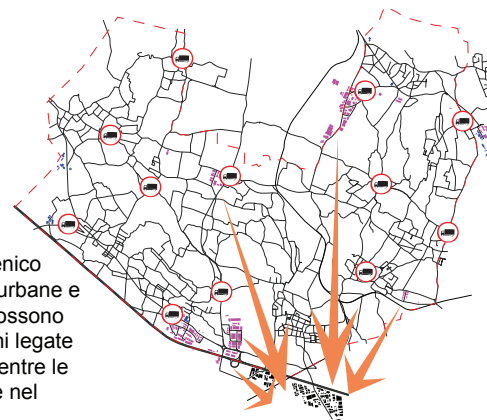 enico
urbane e
ossono
ni legate
entre le
e nel